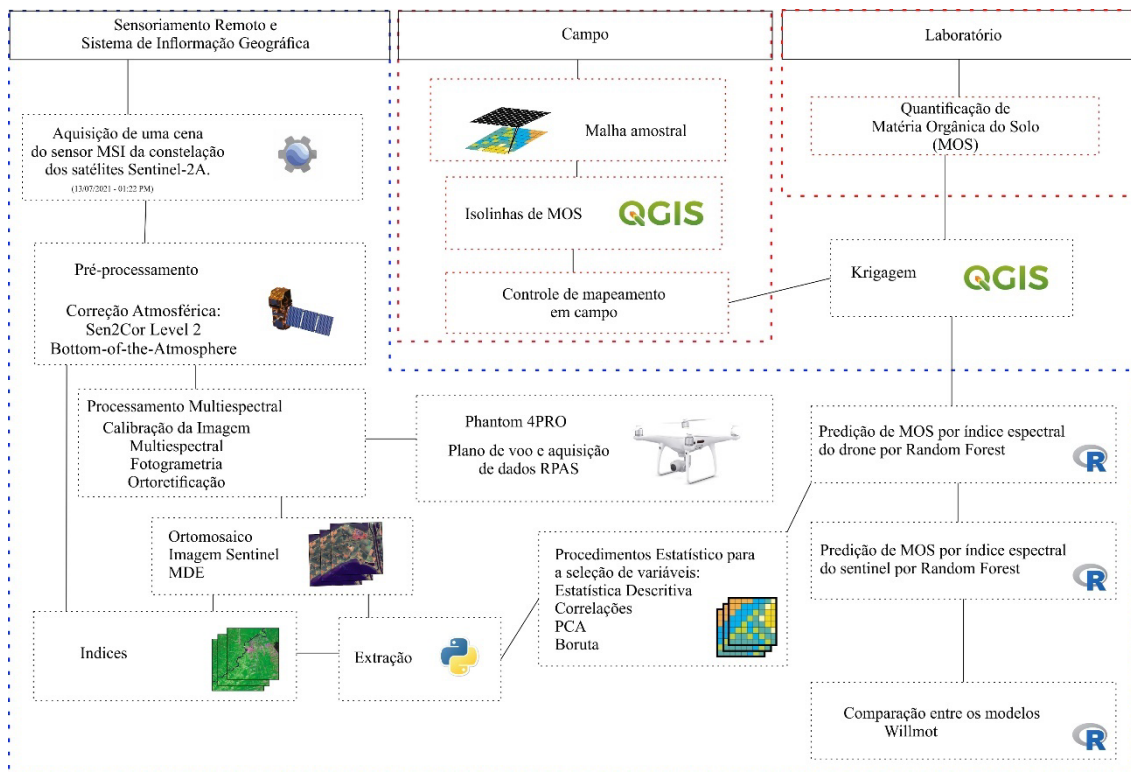 Sensoriamento Remoto e
Sistema de Inflormação Geográfica
Campo
Laboratório
Aquisição de uma cena
do sensor MSI da constelação
dos satélites Sentinel-2A.
(13/07/2021 - 01:22 PM)
Malha amostral
Quantificação de
Matéria Orgânica do Solo
(MOS)
Isolinhas de MOS
QGIS
Pré-processamento
Correção Atmosférica:
Sen2Cor Level 2
Bottom-of-the-Atmosphere
Controle de mapeamento
em campo
Krigagem
QGIS
Processamento Multiespectral
Calibração da Imagem
Multiespectral
Fotogrametria
Ortoretificação
Phantom 4PRO
Plano de voo e aquisição
de dados RPAS
Predição de MOS por índice espectral
do drone por Random Forest
R
Ortomosaico
Imagem Sentinel
MDE
Procedimentos Estatístico para
a seleção de variáveis:
Estatística Descritiva
Correlações
PCA
Boruta
Predição de MOS por índice espectral
do sentinel por Random Forest
R
Indices
Extração
Comparação entre os modelos
Willmot
R